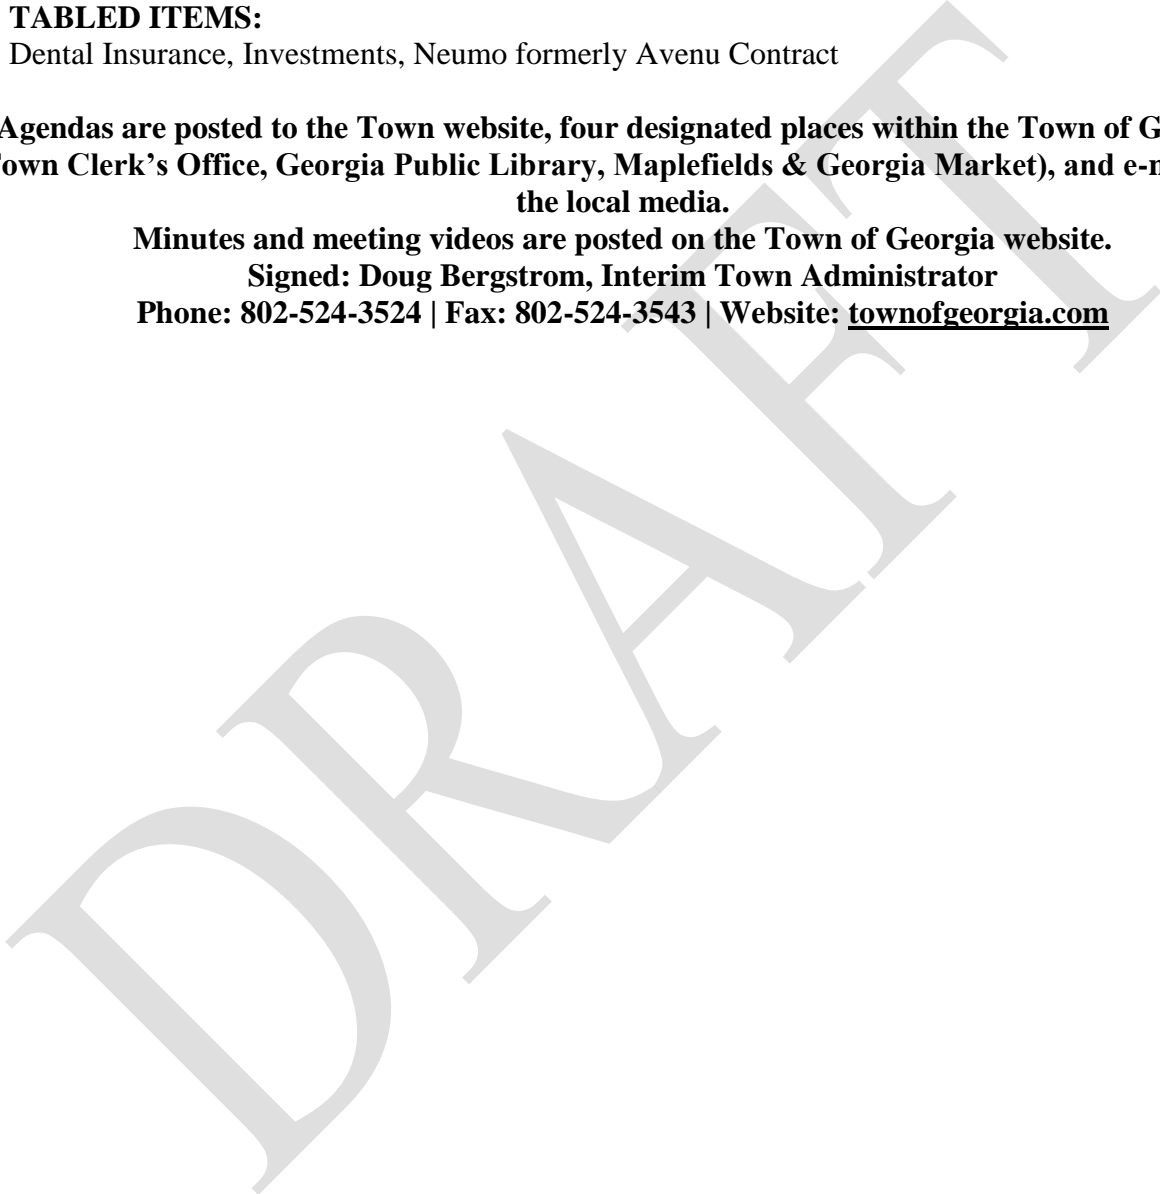 TABLED ITEMS:
Dental Insurance, Investments, Neumo formerly Avenu Contract
Agendas are posted to the Town website, four designated places within the Town of G
own Clerk's Office, Georgia Public Library, Maplefields & Georgia Market), and e-
the local media.
Minutes and meeting videos are posted on the Town of Georgia website.
Signed: Doug Bergstrom, Interim Town Administrator
Phone: 802-524-3524 | Fax: 802-524-3543 | Website: townofgeorgia.com
DRAFT